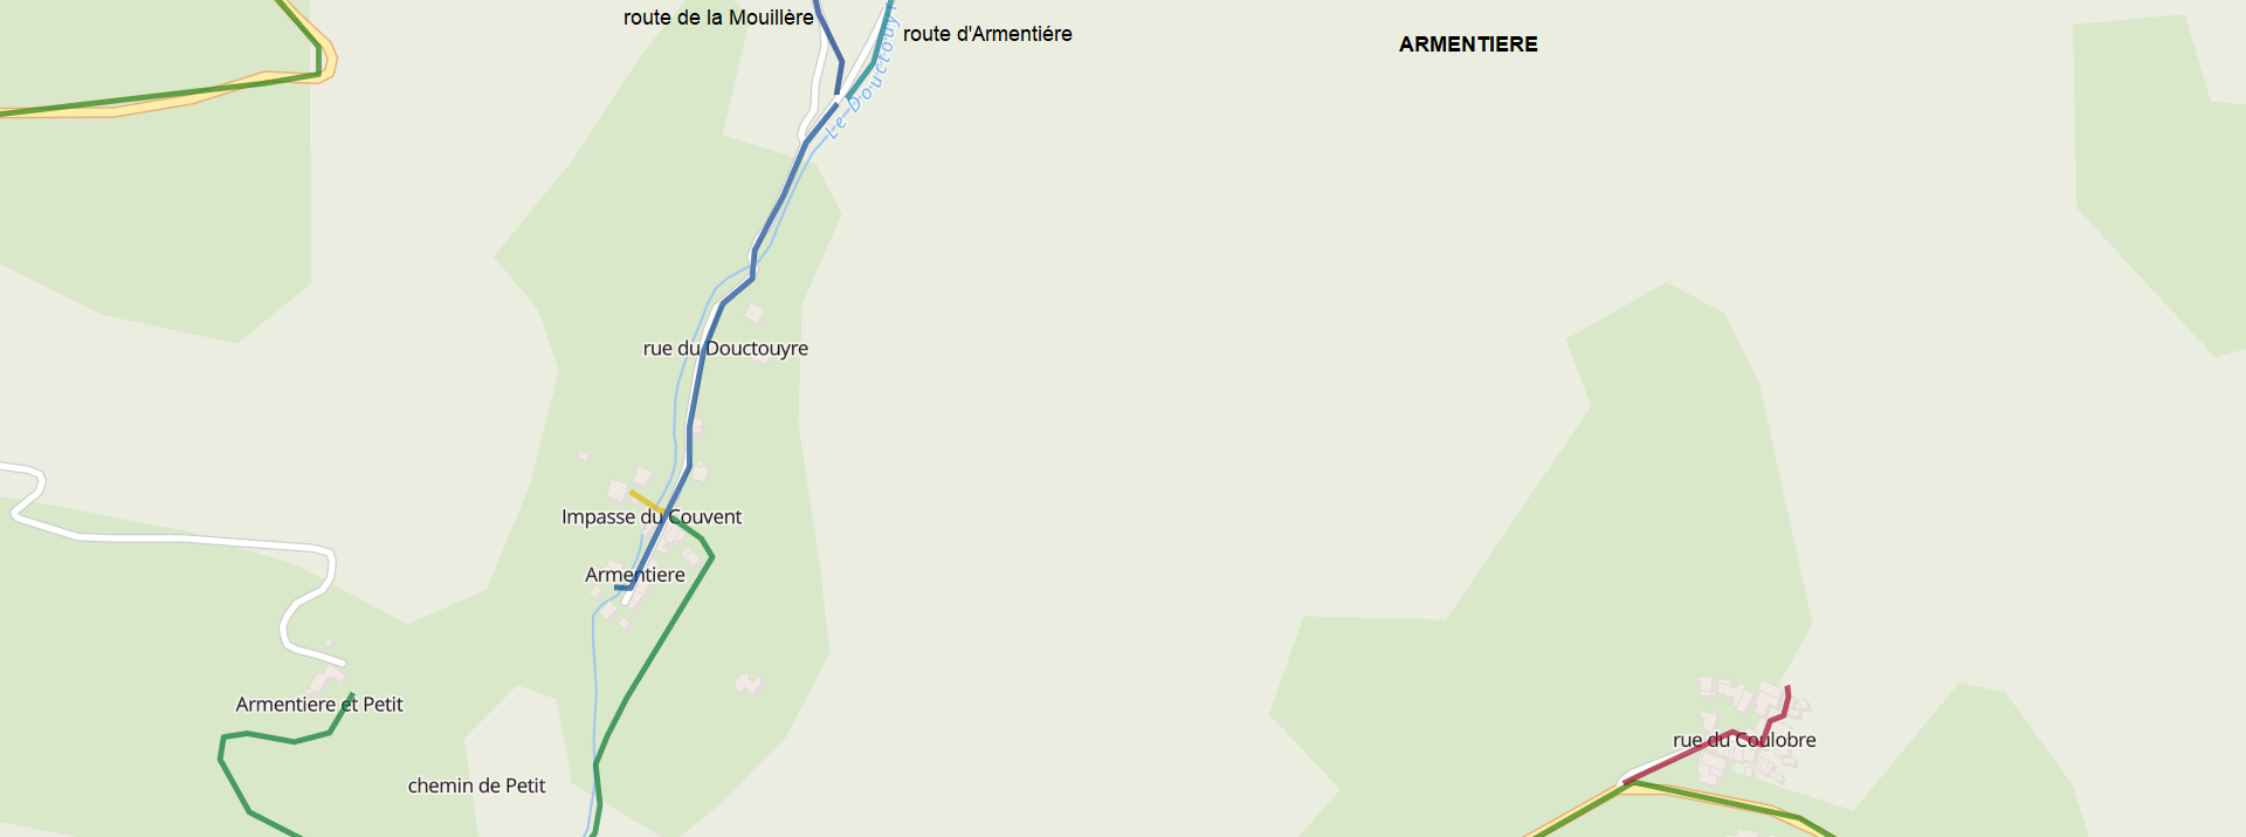 route de la Mouillère
route d'Armentiére
ARMENTIERE
Le Douctouyr
rue du Douctouyre
Impasse du Couvent
Armentiere
Armentiere et Petit
rue du Coulobre
chemin de Petit